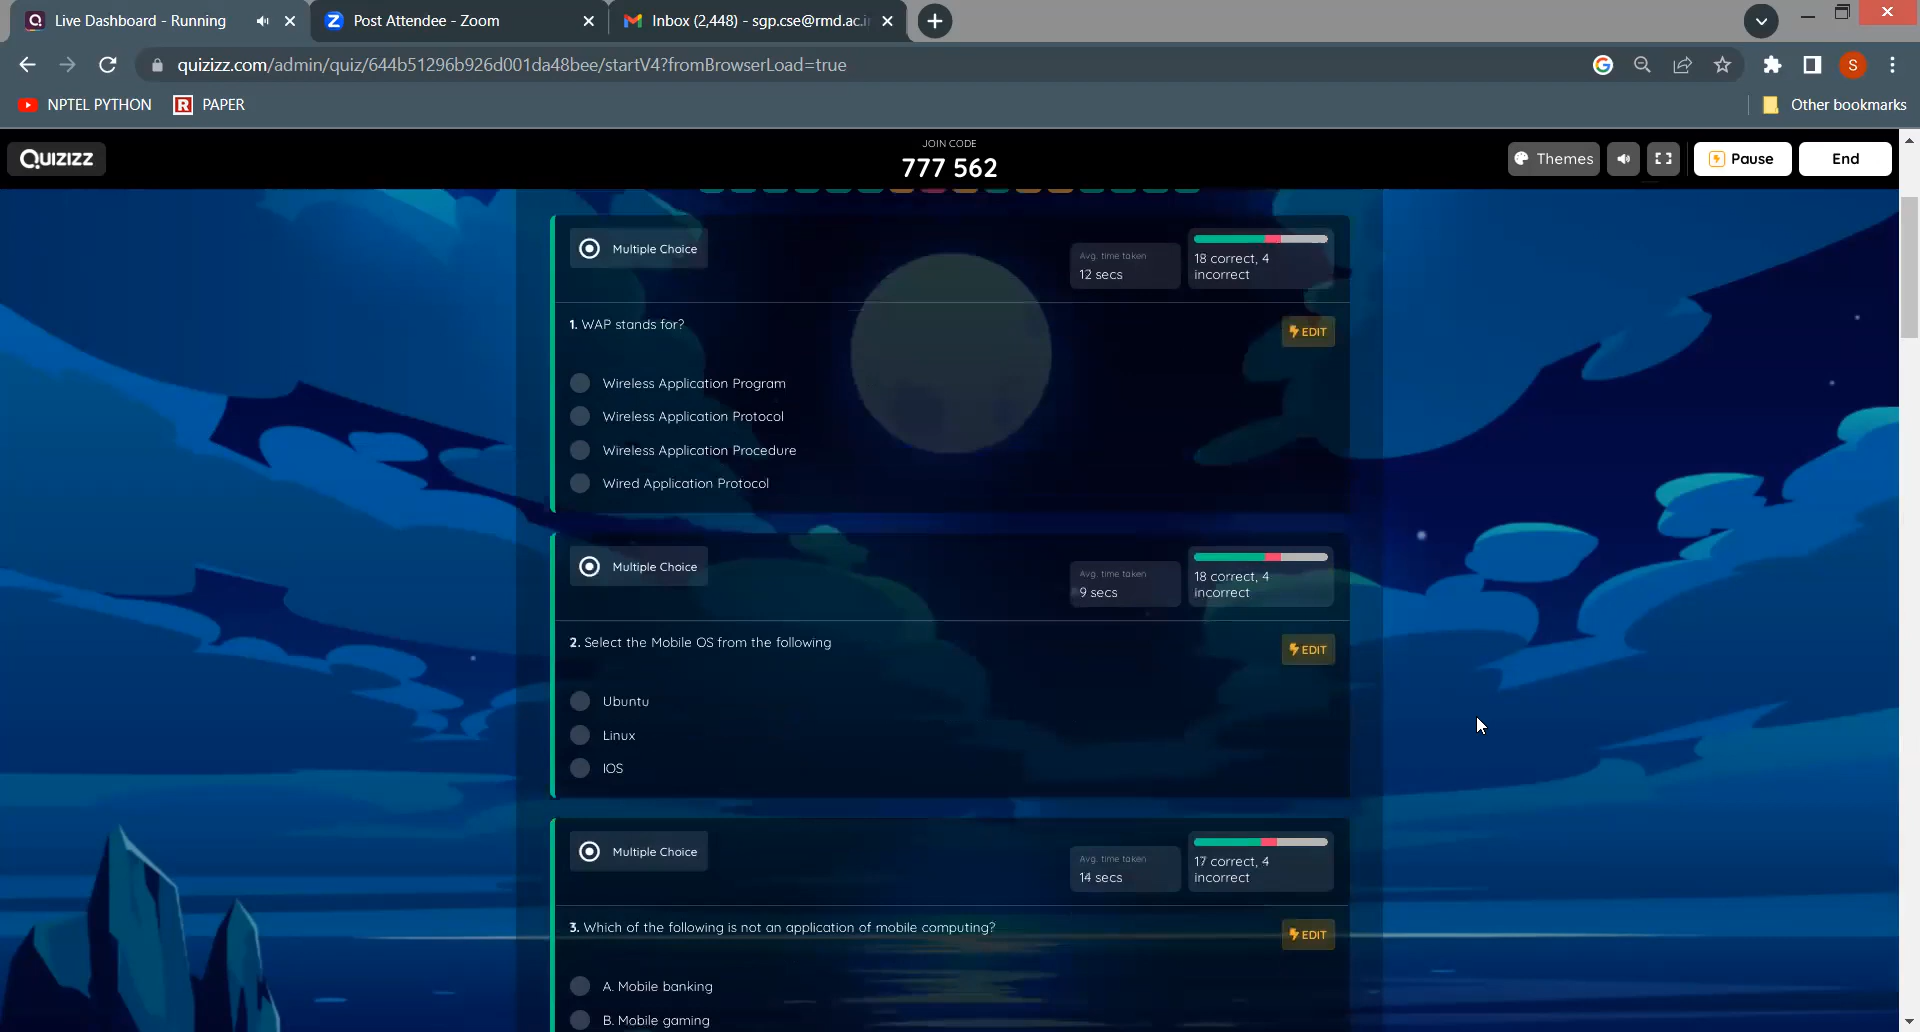 Live Dashboard - Running
Post Attendee - Zoom
Inbox (2,448) - sgp.cse@rmd.ac.i
quizizz.com/admin/quiz/644b51296b926d001da48bee/startV4?fromBrowserLoad=true
S
NPTEL PYTHON
PAPER
Other bookmarks
QUIZIZZ
JOIN CODE
777 562
Themes
Pause
End
Multiple Choice
Avg. time taken
12 secs
18 correct, 4
incorrect
1. WAP stands for?
EDIT
Wireless Application Program
Wireless Application Protocol
Wireless Application Procedure
Wired Application Protocol
Multiple Choice
Avg. time taken
9 secs
18 correct, 4
incorrect
2. Select the Mobile OS from the following
EDIT
Ubuntu
Linux
IOS
Multiple Choice
Avg. time taken
14 secs
17 correct, 4
incorrect
3. Which of the following is not an application of mobile computing?
EDIT
A. Mobile banking
B. Mobile gaming